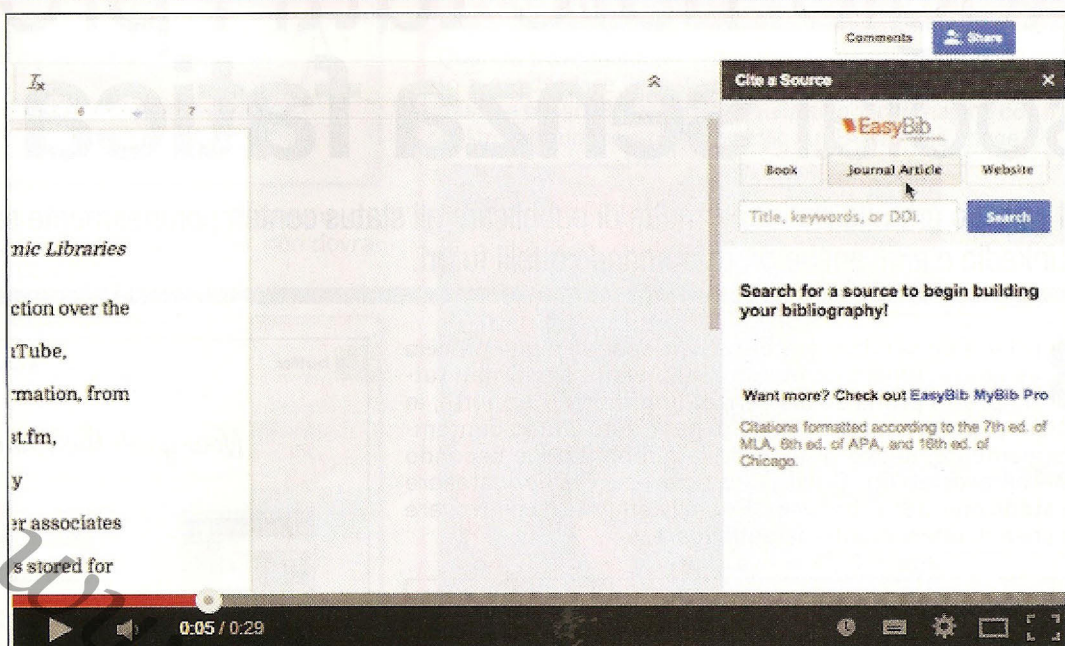 Comments Share
Cite a Source ×
6 7
EasyBib
Book Journal Article Website
Title, keywords, or DOI. Search
mic Libraries
ction over the
Tube,
rmation, from
st.fm,
y
er associates
s stored for
Search for a source to begin building
your bibliography!
Want more? Check out EasyBib MyBib Pro
Citations formatted according to the 7th ed. of
MLA, 6th ed. of APA, and 16th ed. of
Chicago.
0:05 / 0:29